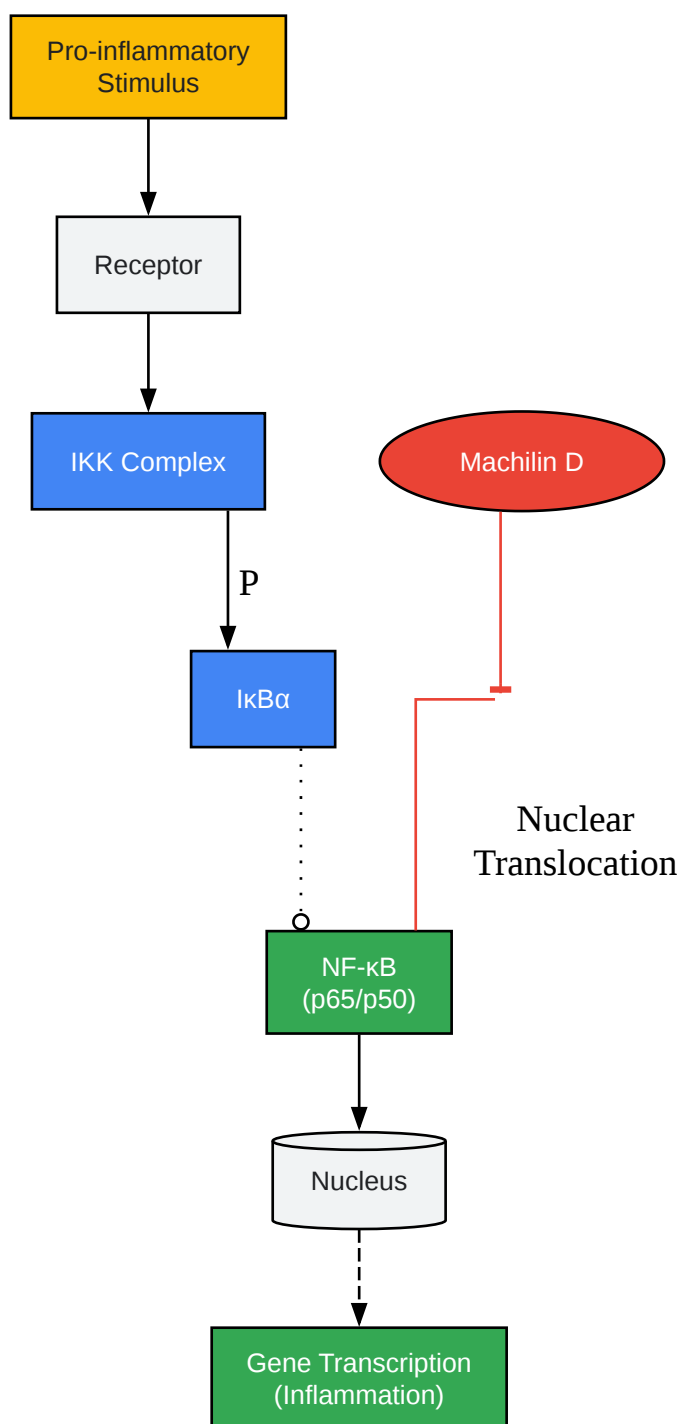 Pro-inflammatory
Stimulus
Receptor
IKK Complex
Machilin D
P
IκBα
Nuclear
Translocation
NF-κB
(p65/p50)
Nucleus
Gene Transcription
(Inflammation)